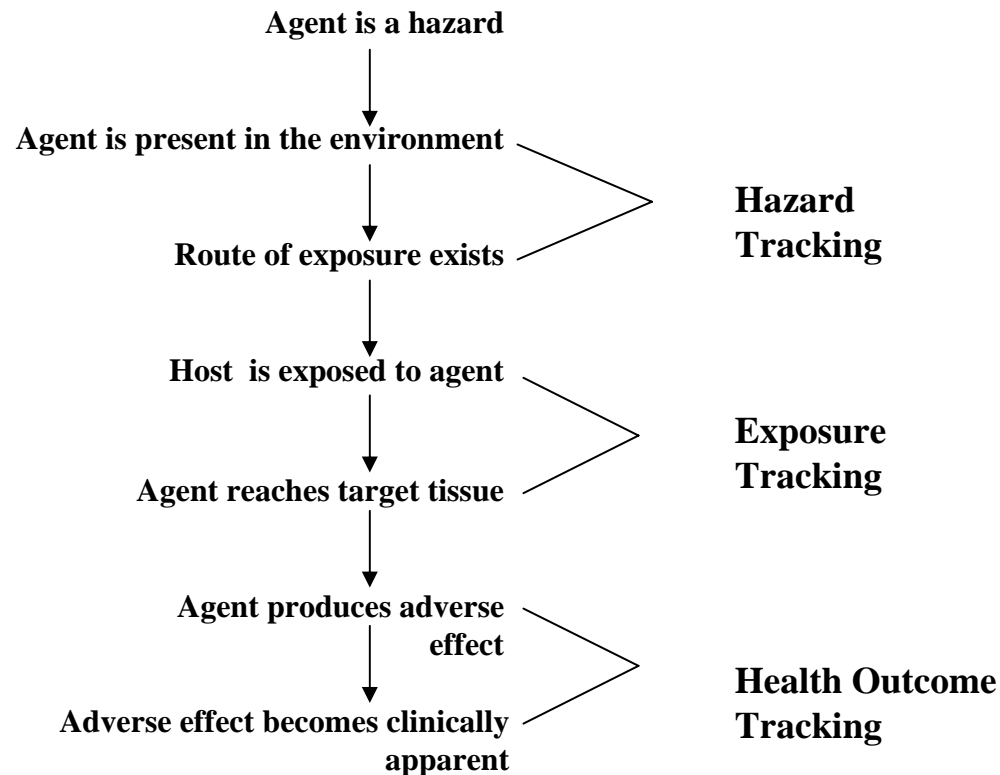 Agent is a hazard
Agent is present in the environment
Route of exposure exists
Hazard
Tracking
Host is exposed to agent
Agent reaches target tissue
Exposure
Tracking
Agent produces adverse
effect
Adverse effect becomes clinically
apparent
Health Outcome
Tracking